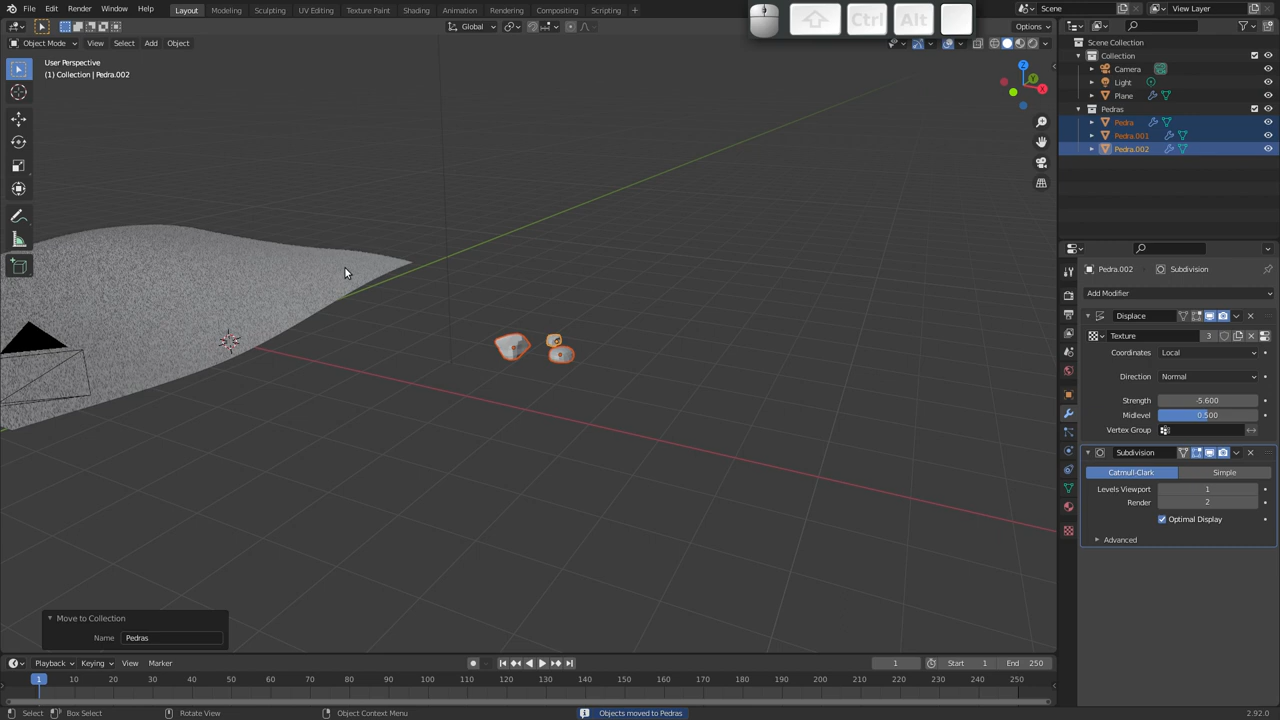 File Edit Render Window Help Layout Modeling Sculpting UV Editing Texture Paint Shading Animation Rendering Compositing Scripting + Scene View Layer
Ctrl Alt
Global Options
Object Mode View Select Add Object
User Perspective
(1) Collection | Pedra.002
Z
Y
X
Scene Collection
Collection
Camera
Light
Plane
Pedras
Pedra
Pedra.001
Pedra.002
Pedra.002 Subdivision
Add Modifier
Displace
Texture 3
Coordinates Local
Direction Normal
Strength -5.600
Midlevel 0.500
Vertex Group
Subdivision
Catmull-Clark Simple
Levels Viewport 1
Render 2
Optimal Display
Advanced
Move to Collection
Name Pedras
Playback Keying View Marker 1 Start 1 End 250
1 10 20 30 40 50 60 70 80 90 100 110 120 130 140 150 160 170 180 190 200 210 220 230 240 250
Select Box Select Rotate View Object Context Menu Objects moved to Pedras 2.92.0